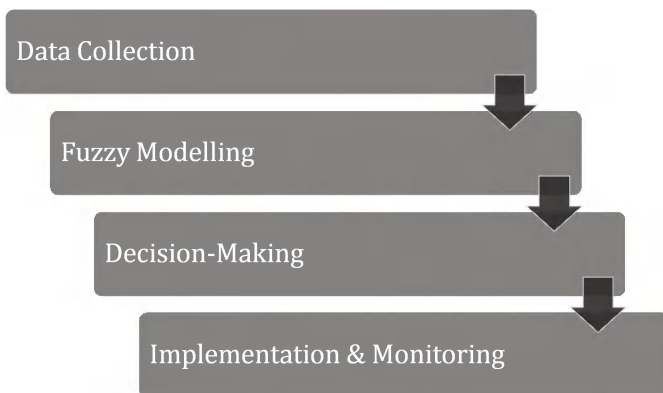 Data Collection
Fuzzy Modelling
Decision-Making
Implementation & Monitoring